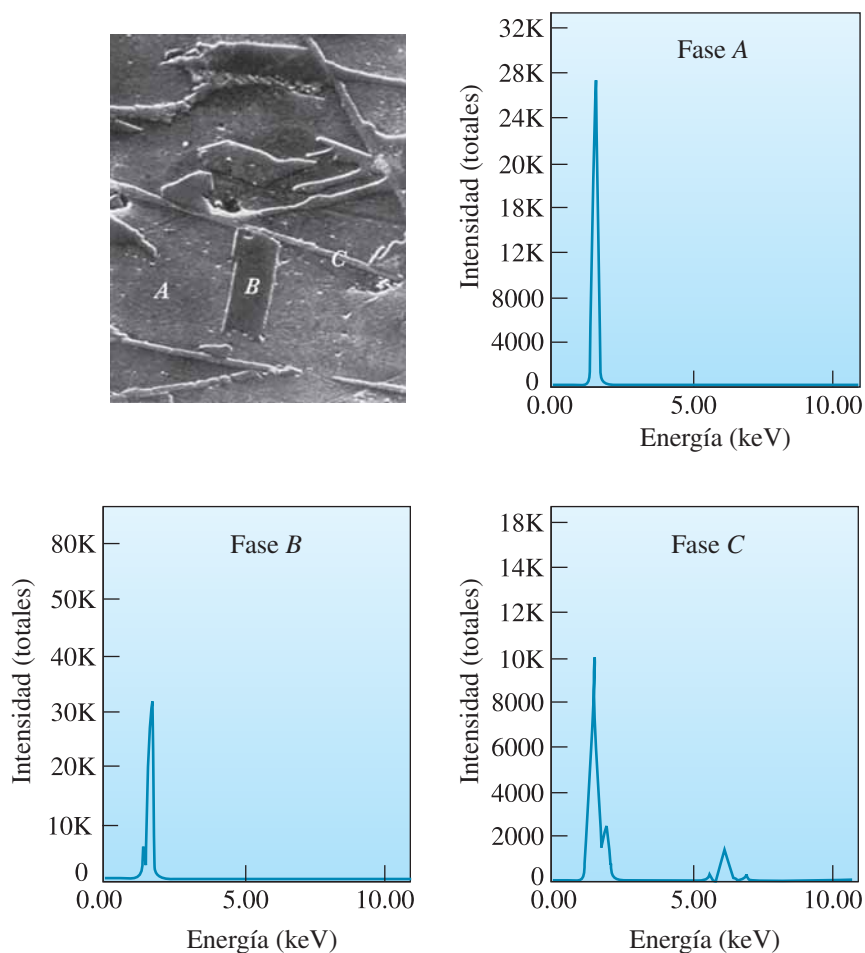 A
B
C
Fase A
Intensidad (totales)
32K
28K
24K
20K
18K
12K
8000
4000
0
0.00 5.00 10.00
Energía (keV)
Fase B
Intensidad (totales)
80K
50K
40K
30K
20K
10K
0
0.00 5.00 10.00
Energía (keV)
Fase C
Intensidad (totales)
18K
14K
12K
10K
8000
6000
4000
2000
0
0.00 5.00 10.00
Energía (keV)